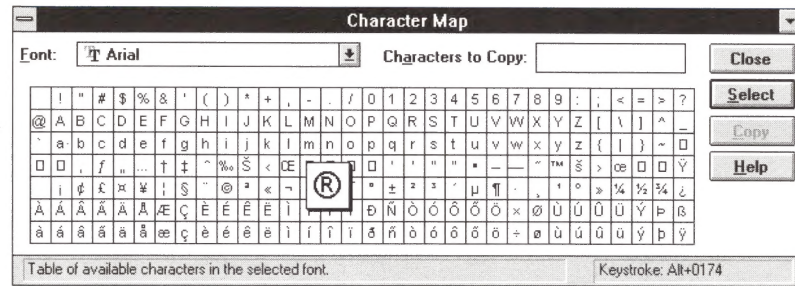 Character Map
Font: Arial Characters to Copy: Close
! " # $ % & ' ( ) * + , - . / 0 1 2 3 4 5 6 7 8 9 : ; < = > ? Select
@ A B C D E F G H I J K L M N O P Q R S T U V W X Y Z [ \ ] ^ _
` a b c d e f g h i j k l m n o p q r s t u v w x y z { | } ~ Copy
‚ ƒ „ … † ‡ ˆ ‰ Š ‹ Œ ' ' " " • – — ˜ ™ š › œ Ÿ Help
¡ ¢ £ ¤ ¥ ¦ § ¨ © ª « ¬ ® ° ± ² ³ ´ µ ¶ · ¸ ¹ º » ¼ ½ ¾ ¿
À Á Â Ã Ä Å Æ Ç È É Ê Ë Ì Ð Ñ Ò Ó Ô Õ Ö × Ø Ù Ú Û Ü Ý Þ ß
à á â ã ä å æ ç è é ê ë ì í î ï ð ñ ò ó ô õ ö ÷ ø ù ú û ü ý þ ÿ
Table of available characters in the selected font. Keystroke: Alt+0174